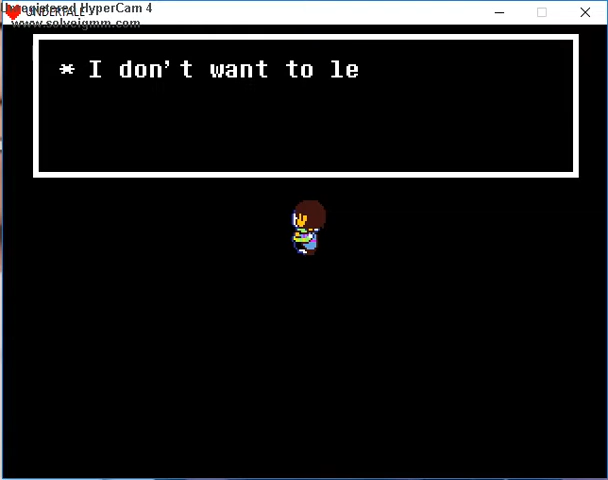 Unregistered HyperCam 4
UNDERTALE
www.solveigmm.com
* I don't want to le